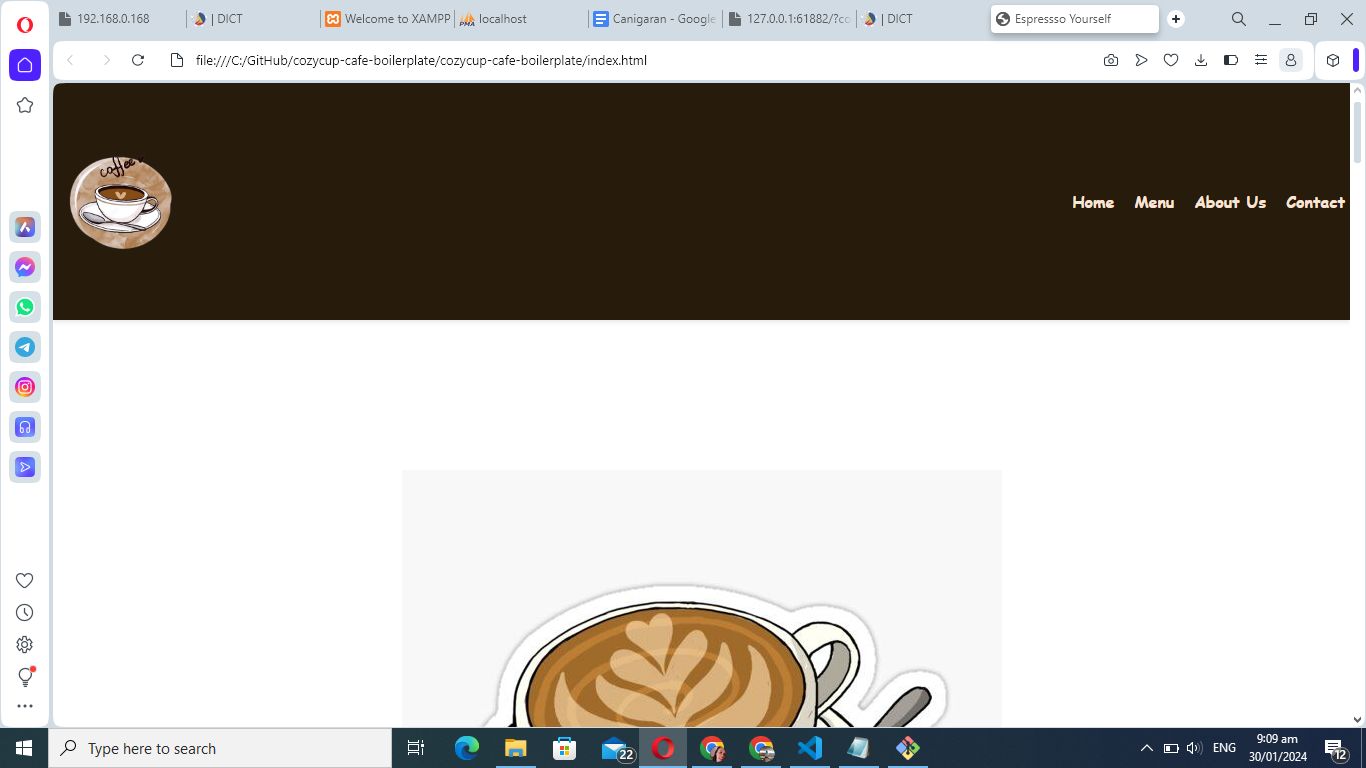 192.168.0.168
| DICT
Welcome to XAMPP
PMA localhost
Canigaran - Google
127.0.0.1:61882/?co
| DICT
Espressso Yourself
file:///C:/GitHub/cozycup-cafe-boilerplate/cozycup-cafe-boilerplate/index.html
coffee
Home Menu About Us Contact
Type here to search
22
ENG
9:09 am
30/01/2024
12